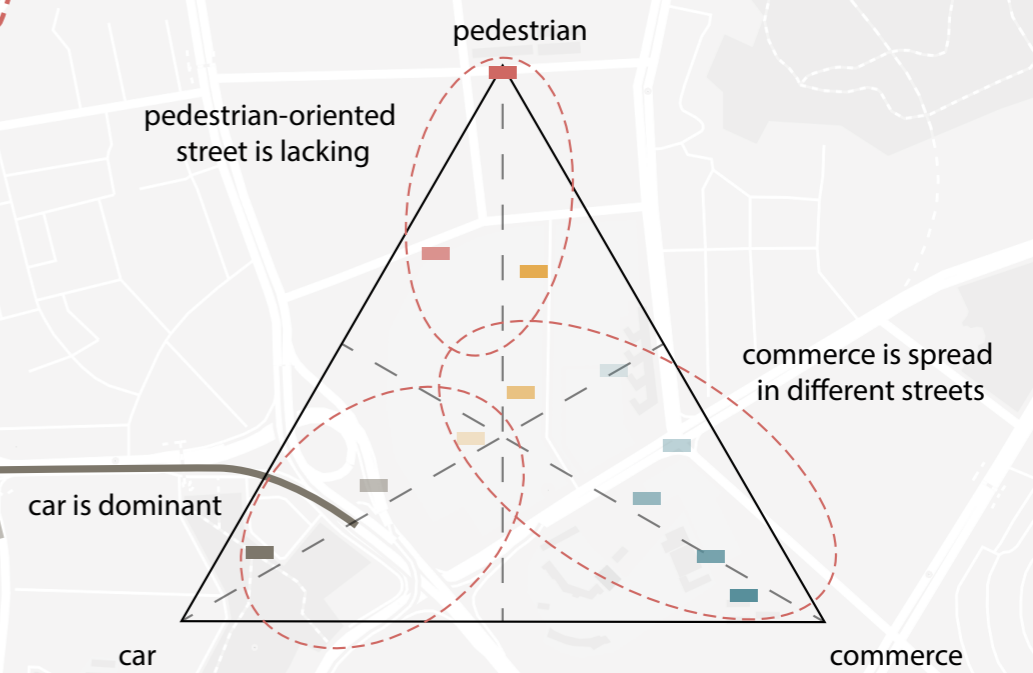 pedestrian
pedestrian-oriented
street is lacking
commerce is spread
in different streets
car is dominant
car
commerce